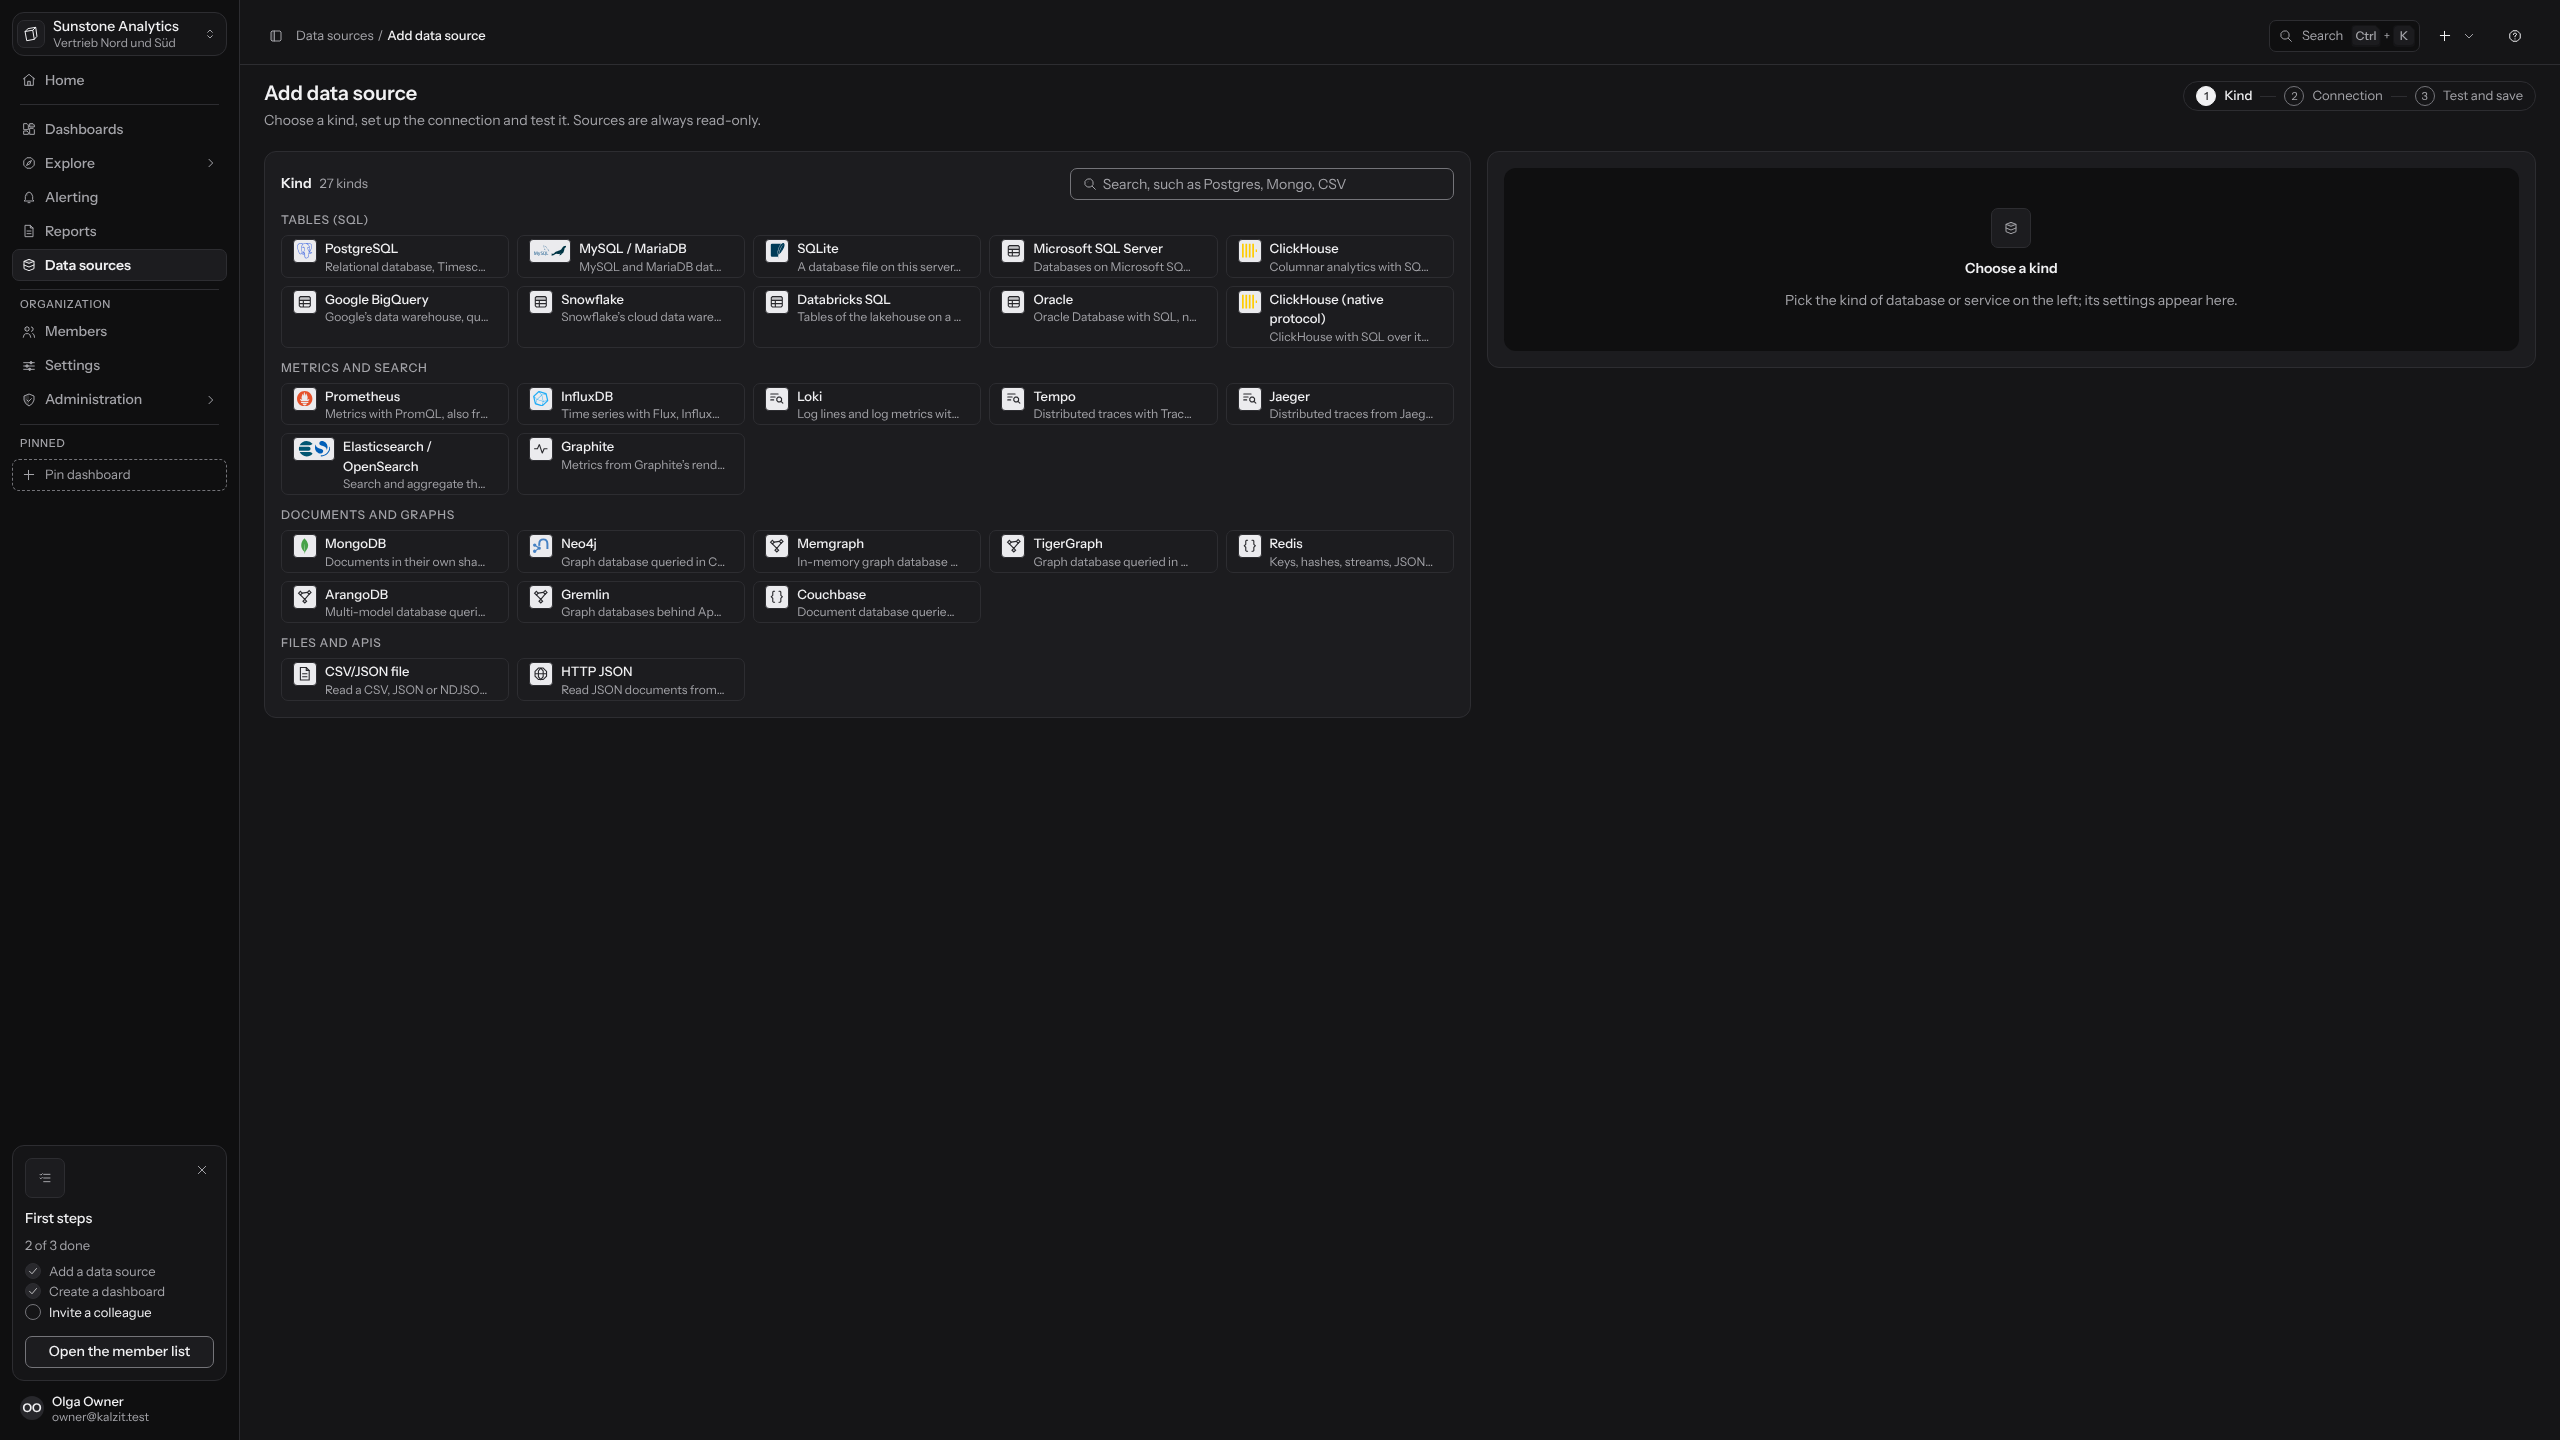 Sunstone Analytics
Vertrieb Nord und Süd
Home
Dashboards
Explore
Alerting
Reports
Data sources
ORGANIZATION
Members
Settings
Administration
PINNED
Pin dashboard
First steps
2 of 3 done
Add a data source
Create a dashboard
Invite a colleague
Open the member list
OO
Olga Owner
owner@kalzit.test
Data sources / Add data source
Search Ctrl + K
Add data source
Choose a kind, set up the connection and test it. Sources are always read-only.
1 Kind 2 Connection 3 Test and save
Kind 27 kinds
Search, such as Postgres, Mongo, CSV
TABLES (SQL)
PostgreSQL
Relational database, Timesc...
MySQL / MariaDB
MySQL and MariaDB dat...
SQLite
A database file on this server...
Microsoft SQL Server
Databases on Microsoft SQ...
ClickHouse
Columnar analytics with SQ...
Google BigQuery
Google's data warehouse, qu...
Snowflake
Snowflake's cloud data ware...
Databricks SQL
Tables of the lakehouse on a ...
Oracle
Oracle Database with SQL, n...
ClickHouse (native
protocol)
ClickHouse with SQL over it...
METRICS AND SEARCH
Prometheus
Metrics with PromQL, also fr...
InfluxDB
Time series with Flux, Influx...
Loki
Log lines and log metrics wit...
Tempo
Distributed traces with Trac...
Jaeger
Distributed traces from Jaeg...
Elasticsearch /
OpenSearch
Search and aggregate th...
Graphite
Metrics from Graphite's rend...
DOCUMENTS AND GRAPHS
MongoDB
Documents in their own sha...
Neo4j
Graph database queried in C...
Memgraph
In-memory graph database ...
TigerGraph
Graph database queried in ...
Redis
Keys, hashes, streams, JSON...
ArangoDB
Multi-model database queri...
Gremlin
Graph databases behind Ap...
Couchbase
Document database querie...
FILES AND APIS
CSV/JSON file
Read a CSV, JSON or NDJSO...
HTTP JSON
Read JSON documents from...
Choose a kind
Pick the kind of database or service on the left; its settings appear here.